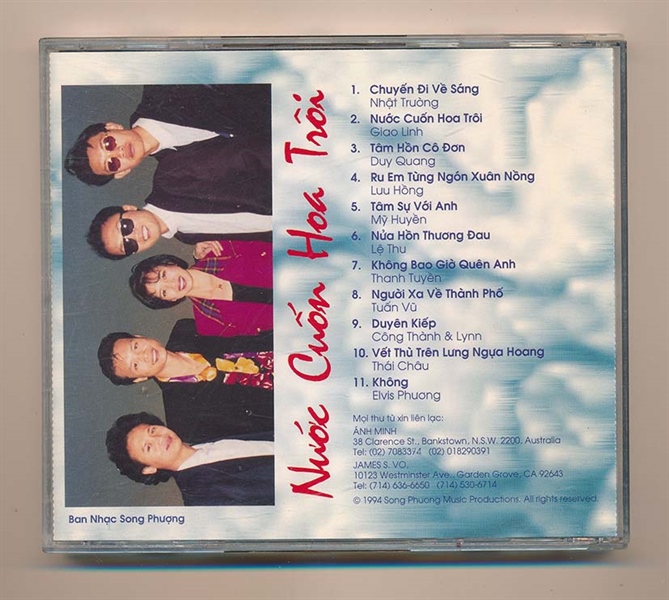 Nước Cuốn Hoa Trôi
1. Chuyến Đi Về Sáng
Nhật Trường
2. Nước Cuốn Hoa Trôi
Giao Linh
3. Tâm Hồn Cô Đơn
Duy Quang
4. Ru Em Từng Ngón Xuân Nồng
Lưu Hồng
5. Tâm Sự Với Anh
Mỹ Huyền
6. Nửa Hồn Thương Đau
Lệ Thu
7. Không Bao Giờ Quên Anh
Thanh Tuyền
8. Người Xa Về Thành Phố
Tuấn Vũ
9. Duyên Kiếp
Công Thành & Lynn
10. Vết Thù Trên Lưng Ngựa Hoang
Thái Châu
11. Không
Elvis Phương
Mọi thư từ xin liên lạc:
ÁNH MINH
38 Clarence St., Bankstown, N.S.W. 2200, Australia
Tel: (02) 7083374 (02) 018290391
JAMES S. VO.
10123 Westminster Ave., Garden Grove, CA 92643
Tel: (714) 636-6650 (714) 530-6714
© 1994 Song Phượng Music Productions. All rights reserved.
Ban Nhạc Song Phượng